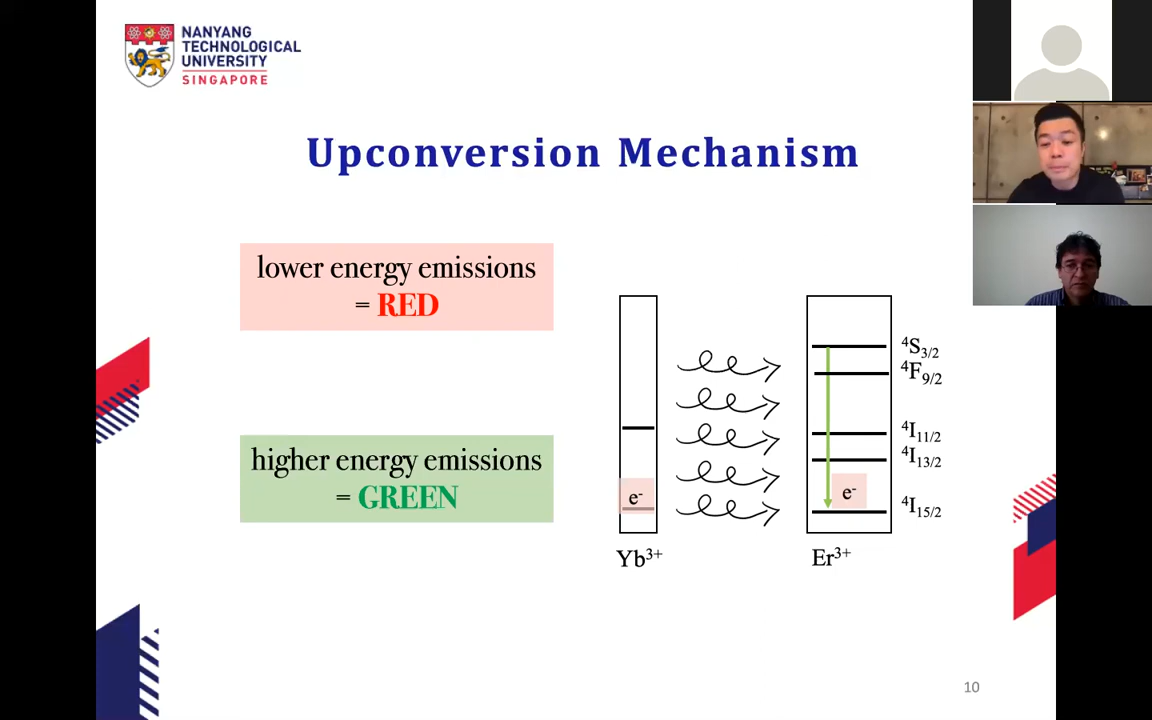 NANYANG
TECHNOLOGICAL
UNIVERSITY
SINGAPORE
Upconversion Mechanism
lower energy emissions
= RED
higher energy emissions
= GREEN
⁴S₃/₂
⁴F₉/₂
⁴I₁₁/₂
⁴I₁₃/₂
e⁻
e⁻
⁴I₁₅/₂
Yb³⁺
Er³⁺
10